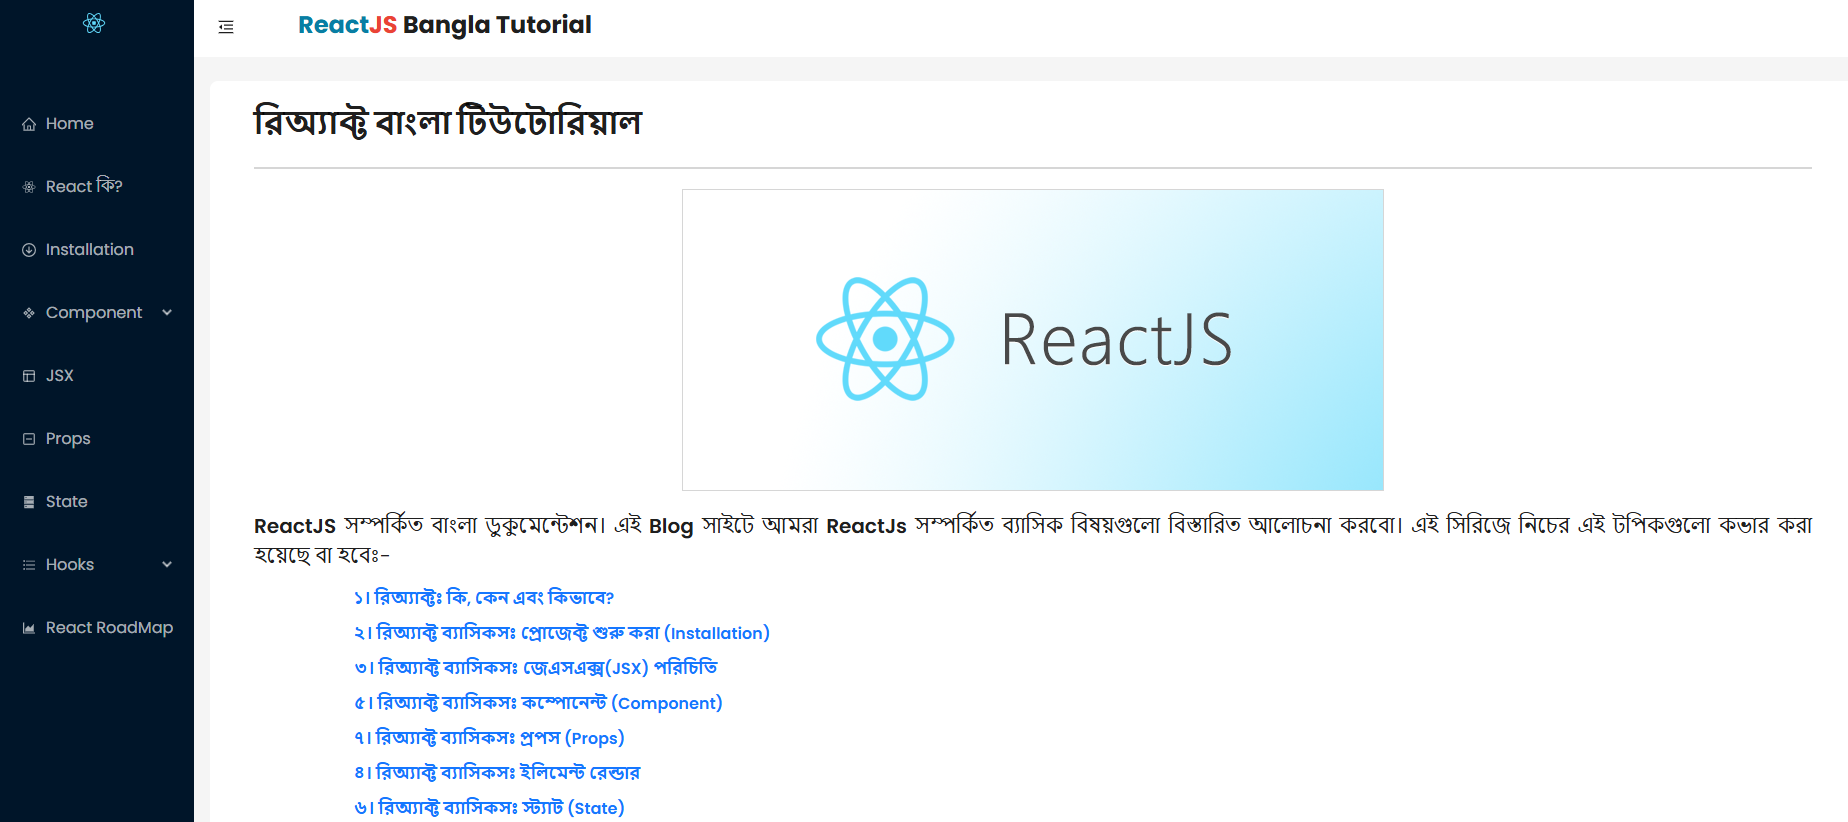 ReactJS Bangla Tutorial
Home
React কি?
Installation
Component
JSX
Props
State
Hooks
React RoadMap
রিঅ্যাক্ট বাংলা টিউটোরিয়াল
ReactJS
ReactJS সম্পর্কিত বাংলা ডুকুমেন্টেশন। এই Blog সাইটে আমরা ReactJs সম্পর্কিত ব্যাসিক বিষয়গুলো বিস্তারিত আলোচনা করবো। এই সিরিজে নিচের এই টপিকগুলো কভার করা
হয়েছে বা হবেঃ-
১। রিঅ্যাক্টঃ কি, কেন এবং কিভাবে?
২। রিঅ্যাক্ট ব্যাসিকসঃ প্রোজেক্ট শুরু করা (Installation)
৩। রিঅ্যাক্ট ব্যাসিকসঃ জেএসএক্স(JSX) পরিচিতি
৫। রিঅ্যাক্ট ব্যাসিকসঃ কম্পোনেন্ট (Component)
৭। রিঅ্যাক্ট ব্যাসিকসঃ প্রপস (Props)
৪। রিঅ্যাক্ট ব্যাসিকসঃ ইলিমেন্ট রেন্ডার
৬। রিঅ্যাক্ট ব্যাসিকসঃ স্ট্যাট (State)